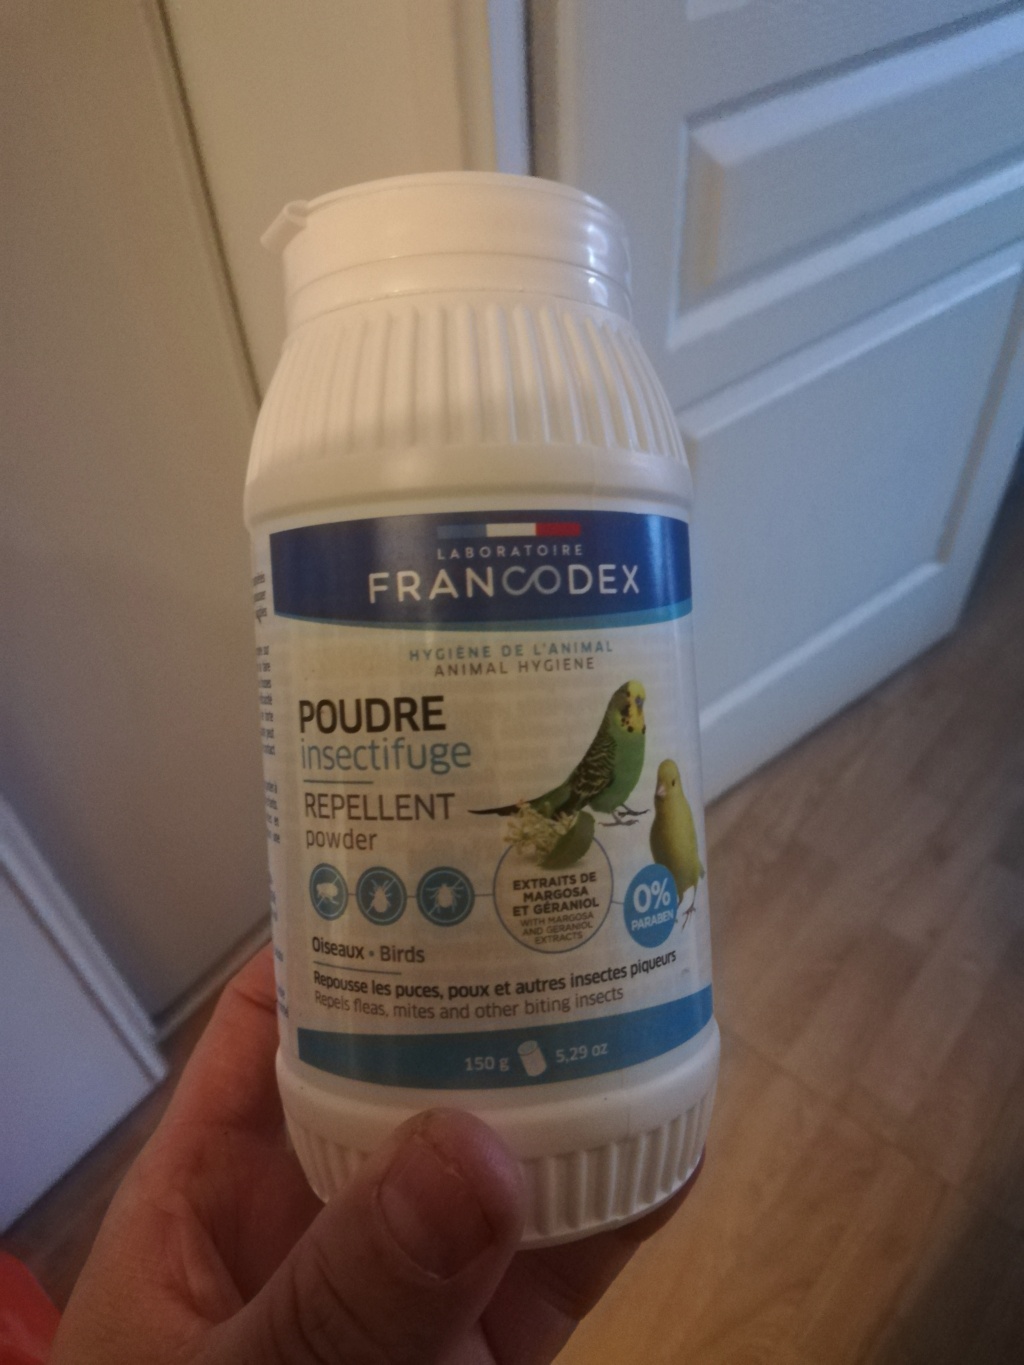 LABORATOIRE
FRANCODEX
HYGIÈNE DE L'ANIMAL
ANIMAL HYGIENE
POUDRE
insectifuge
REPELLENT
powder
EXTRAITS DE
MARGOSA
ET GÉRANIOL
WITH MARGOSA
AND GERANIOL
EXTRACTS
0%
PARABEN
Oiseaux • Birds
Repousse les puces, poux et autres insectes piqueurs
Repels fleas, mites and other biting insects
150 g 5,29 oz